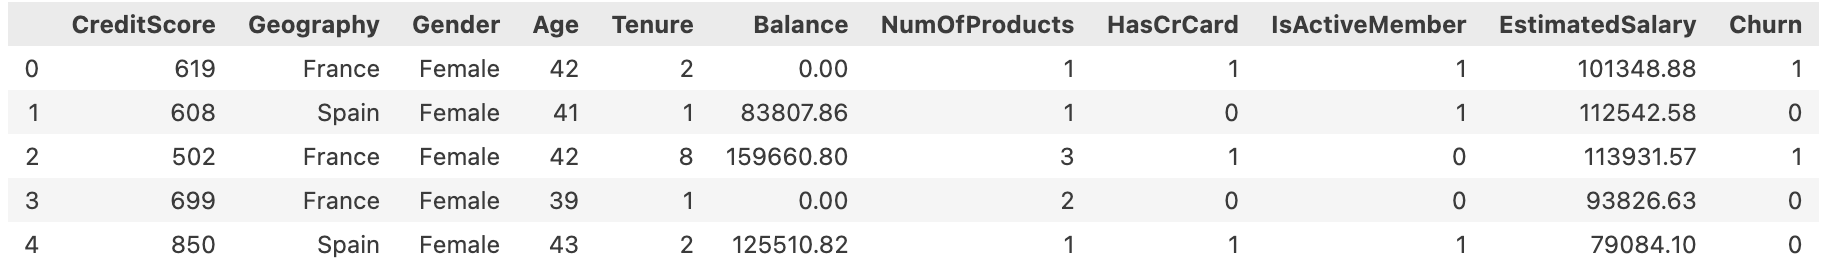 CreditScore Geography Gender Age Tenure Balance NumOfProducts HasCrCard IsActiveMember EstimatedSalary Churn
0 619 France Female 42 2 0.00 1 1 1 101348.88 1
1 608 Spain Female 41 1 83807.86 1 0 1 112542.58 0
2 502 France Female 42 8 159660.80 3 1 0 113931.57 1
3 699 France Female 39 1 0.00 2 0 0 93826.63 0
4 850 Spain Female 43 2 125510.82 1 1 1 79084.10 0